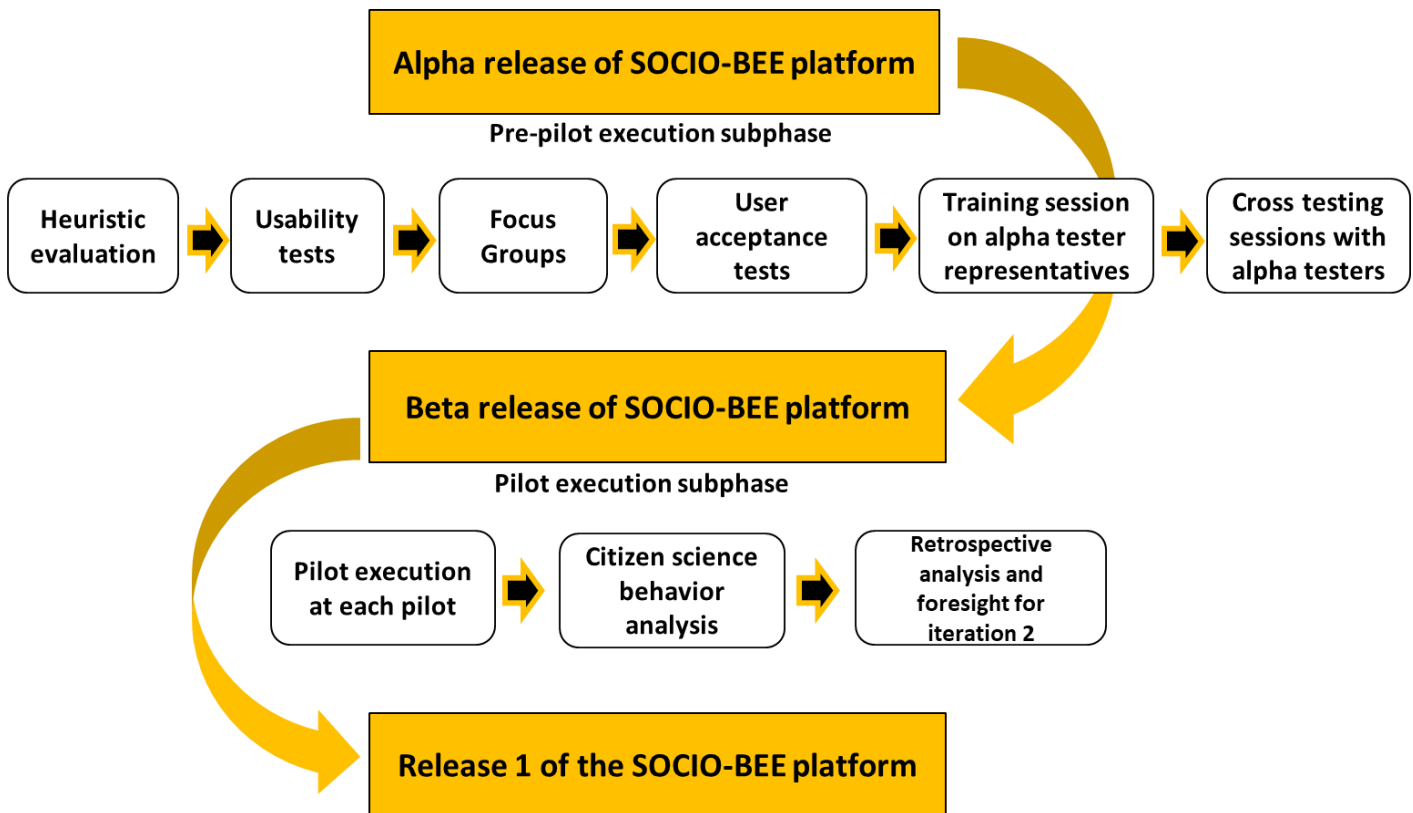 Alpha release of SOCIO-BEE platform
Pre-pilot execution subphase
Heuristic
evaluation
Usability
tests
Focus
Groups
User
acceptance
tests
Training session
on alpha tester
representatives
Cross testing
sessions with
alpha testers
Beta release of SOCIO-BEE platform
Pilot execution subphase
Pilot execution
at each pilot
Citizen science
behavior
analysis
Retrospective
analysis and
foresight for
iteration 2
Release 1 of the SOCIO-BEE platform